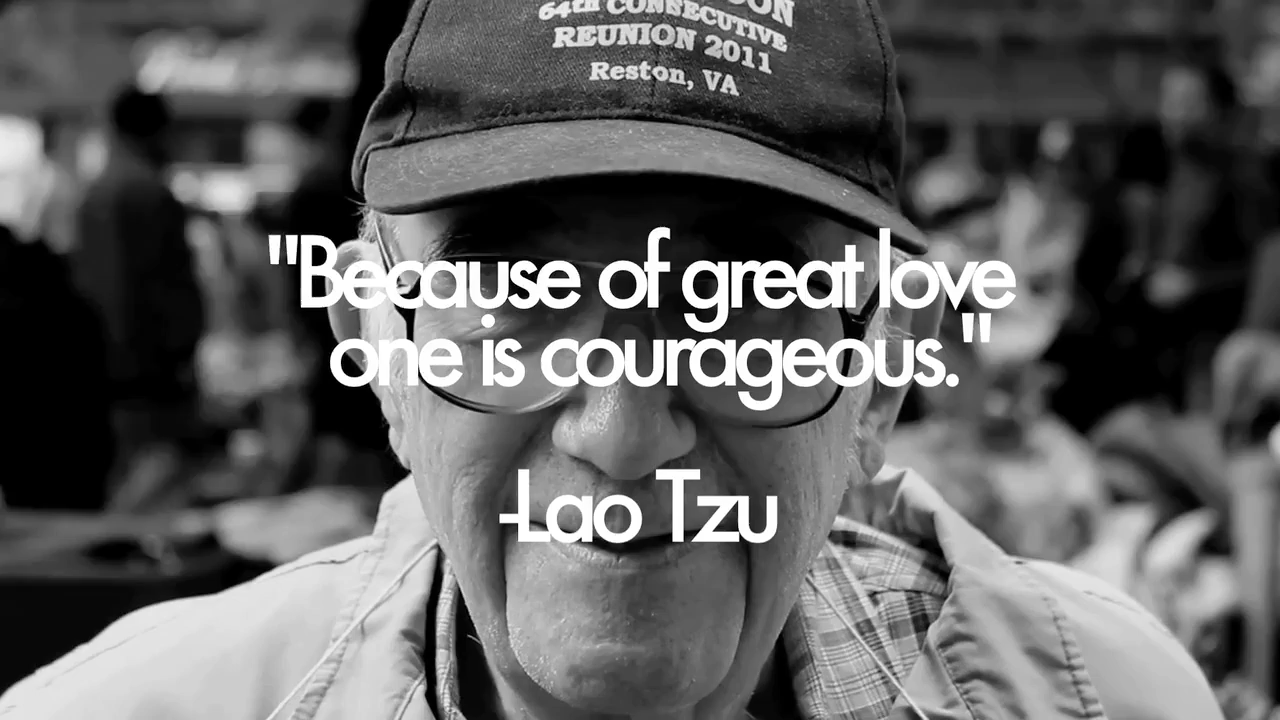 64th CONSECUTIVE
REUNION 2011
Reston, VA
"Because of great love
one is courageous."
-Lao Tzu